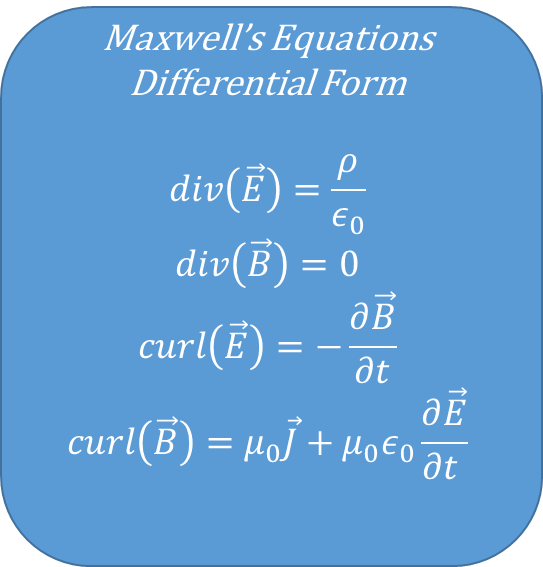 Maxwell's Equations
Differential Form
div(E⃗) = ρ/ϵ₀
div(B⃗) = 0
curl(E⃗) = −∂B⃗/∂t
curl(B⃗) = μ₀J⃗ + μ₀ϵ₀ ∂E⃗/∂t